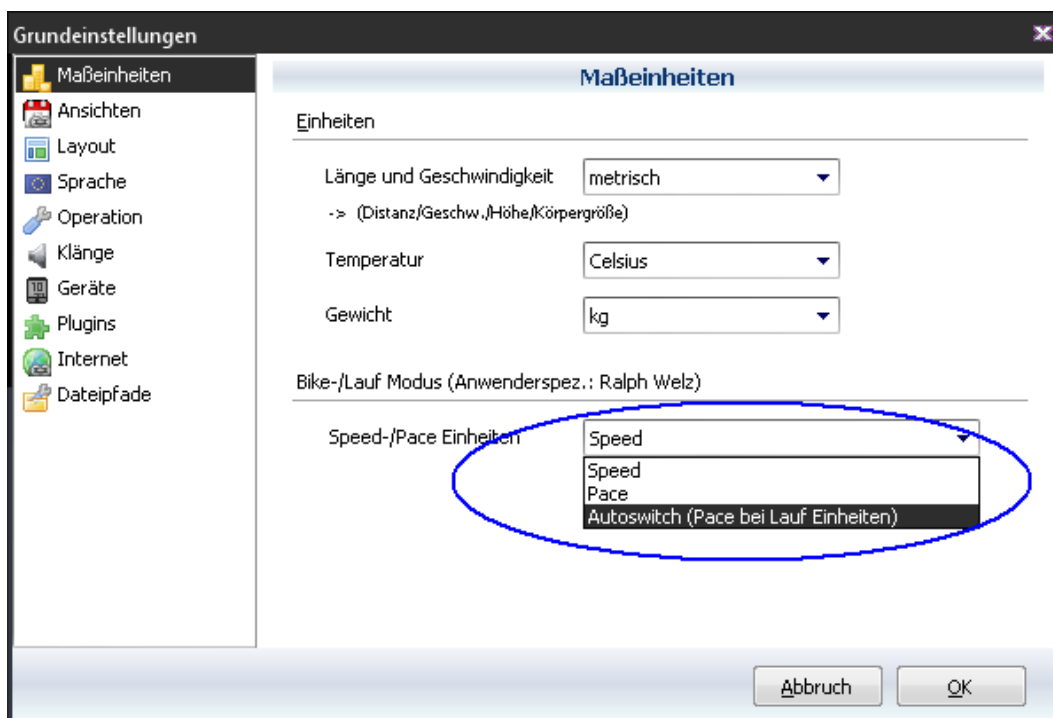 Grundeinstellungen
Maßeinheiten
Ansichten
Layout
Sprache
Operation
Klänge
Geräte
Plugins
Internet
Dateipfade
Maßeinheiten
Einheiten
Länge und Geschwindigkeit
metrisch
-> (Distanz/Geschw./Höhe/Körpergröße)
Temperatur
Celsius
Gewicht
kg
Bike-/Lauf Modus (Anwenderspez.: Ralph Welz)
Speed-/Pace Einheiten
Speed
Speed
Pace
Autoswitch (Pace bei Lauf Einheiten)
Abbruch
OK